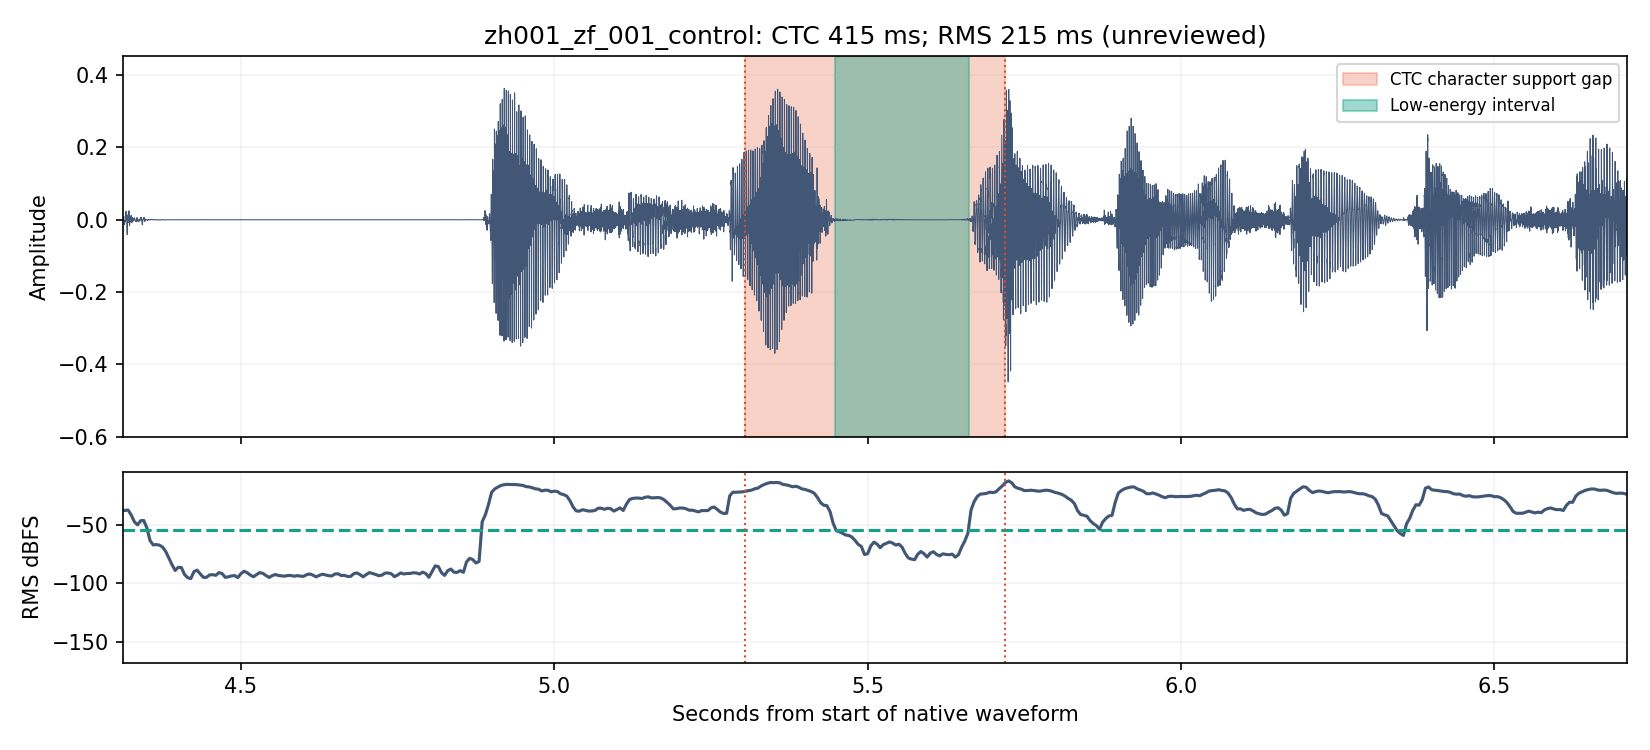 zh001_zf_001_control: CTC 415 ms; RMS 215 ms (unreviewed)
CTC character support gap
Low-energy interval
Amplitude
0.4
0.2
0.0
−0.2
−0.4
−0.6
RMS dBFS
−50
−100
−150
4.5 5.0 5.5 6.0 6.5
Seconds from start of native waveform